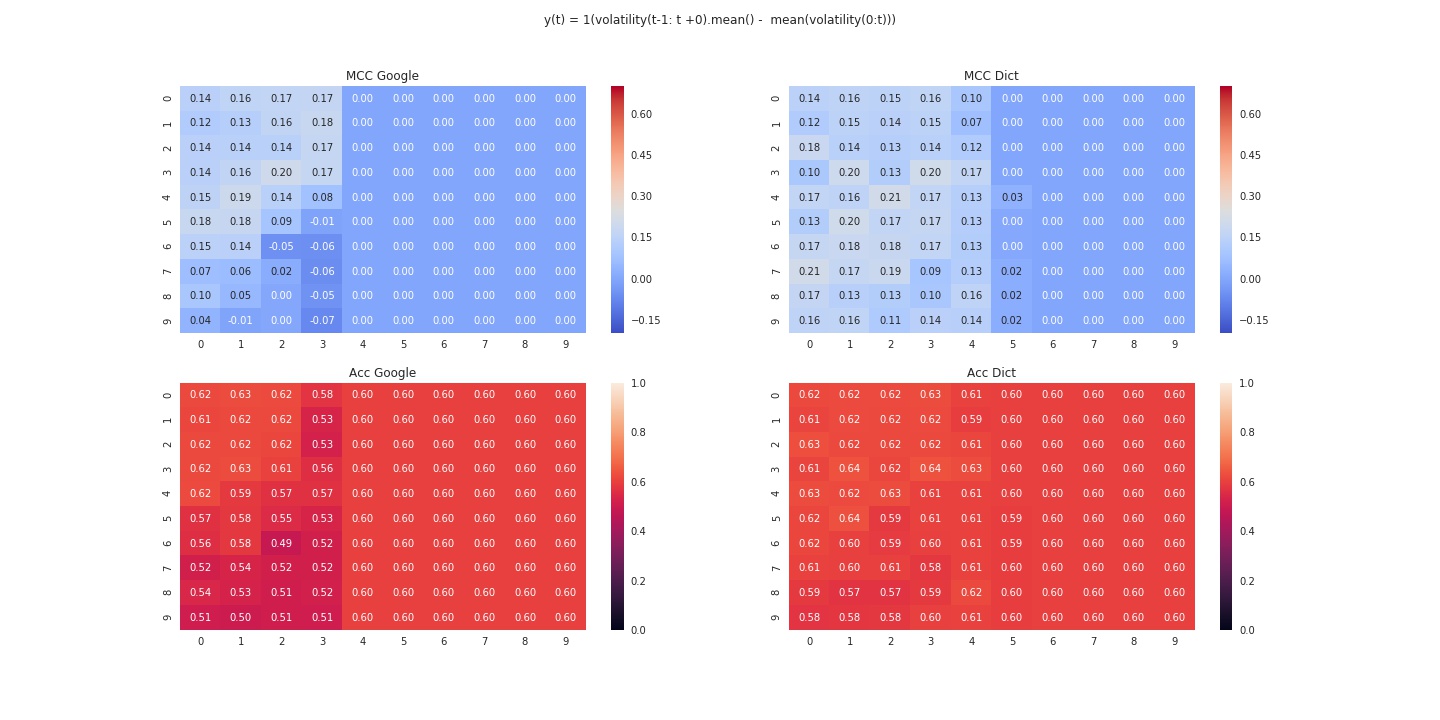 y(t) = 1(volatility(t-1: t +0).mean() -  mean(volatility(0:t)))
MCC Google
0 0.14 0.16 0.17 0.17 0.00 0.00 0.00 0.00 0.00 0.00
1 0.12 0.13 0.16 0.18 0.00 0.00 0.00 0.00 0.00 0.00
2 0.14 0.14 0.14 0.17 0.00 0.00 0.00 0.00 0.00 0.00
3 0.14 0.16 0.20 0.17 0.00 0.00 0.00 0.00 0.00 0.00
4 0.15 0.19 0.14 0.08 0.00 0.00 0.00 0.00 0.00 0.00
5 0.18 0.18 0.09 -0.01 0.00 0.00 0.00 0.00 0.00 0.00
6 0.15 0.14 -0.05 -0.06 0.00 0.00 0.00 0.00 0.00 0.00
7 0.07 0.06 0.02 -0.06 0.00 0.00 0.00 0.00 0.00 0.00
8 0.10 0.05 0.00 -0.05 0.00 0.00 0.00 0.00 0.00 0.00
9 0.04 -0.01 0.00 -0.07 0.00 0.00 0.00 0.00 0.00 0.00
0 1 2 3 4 5 6 7 8 9
0.60
0.45
0.30
0.15
0.00
−0.15
MCC Dict
0 0.14 0.16 0.15 0.16 0.10 0.00 0.00 0.00 0.00 0.00
1 0.12 0.15 0.14 0.15 0.07 0.00 0.00 0.00 0.00 0.00
2 0.18 0.14 0.13 0.14 0.12 0.00 0.00 0.00 0.00 0.00
3 0.10 0.20 0.13 0.20 0.17 0.00 0.00 0.00 0.00 0.00
4 0.17 0.16 0.21 0.17 0.13 0.03 0.00 0.00 0.00 0.00
5 0.13 0.20 0.17 0.17 0.13 0.00 0.00 0.00 0.00 0.00
6 0.17 0.18 0.18 0.17 0.13 0.00 0.00 0.00 0.00 0.00
7 0.21 0.17 0.19 0.09 0.13 0.02 0.00 0.00 0.00 0.00
8 0.17 0.13 0.13 0.10 0.16 0.02 0.00 0.00 0.00 0.00
9 0.16 0.16 0.11 0.14 0.14 0.02 0.00 0.00 0.00 0.00
0 1 2 3 4 5 6 7 8 9
0.60
0.45
0.30
0.15
0.00
−0.15
Acc Google
0 0.62 0.63 0.62 0.58 0.60 0.60 0.60 0.60 0.60 0.60
1 0.61 0.62 0.62 0.53 0.60 0.60 0.60 0.60 0.60 0.60
2 0.62 0.62 0.62 0.53 0.60 0.60 0.60 0.60 0.60 0.60
3 0.62 0.63 0.61 0.56 0.60 0.60 0.60 0.60 0.60 0.60
4 0.62 0.59 0.57 0.57 0.60 0.60 0.60 0.60 0.60 0.60
5 0.57 0.58 0.55 0.53 0.60 0.60 0.60 0.60 0.60 0.60
6 0.56 0.58 0.49 0.52 0.60 0.60 0.60 0.60 0.60 0.60
7 0.52 0.54 0.52 0.52 0.60 0.60 0.60 0.60 0.60 0.60
8 0.54 0.53 0.51 0.52 0.60 0.60 0.60 0.60 0.60 0.60
9 0.51 0.50 0.51 0.51 0.60 0.60 0.60 0.60 0.60 0.60
0 1 2 3 4 5 6 7 8 9
1.0
0.8
0.6
0.4
0.2
0.0
Acc Dict
0 0.62 0.62 0.62 0.63 0.61 0.60 0.60 0.60 0.60 0.60
1 0.61 0.62 0.62 0.62 0.59 0.60 0.60 0.60 0.60 0.60
2 0.63 0.62 0.62 0.62 0.61 0.60 0.60 0.60 0.60 0.60
3 0.61 0.64 0.62 0.64 0.63 0.60 0.60 0.60 0.60 0.60
4 0.63 0.62 0.63 0.61 0.61 0.60 0.60 0.60 0.60 0.60
5 0.62 0.64 0.59 0.61 0.61 0.59 0.60 0.60 0.60 0.60
6 0.62 0.60 0.59 0.60 0.61 0.59 0.60 0.60 0.60 0.60
7 0.61 0.60 0.61 0.58 0.61 0.60 0.60 0.60 0.60 0.60
8 0.59 0.57 0.57 0.59 0.62 0.60 0.60 0.60 0.60 0.60
9 0.58 0.58 0.58 0.60 0.61 0.60 0.60 0.60 0.60 0.60
0 1 2 3 4 5 6 7 8 9
1.0
0.8
0.6
0.4
0.2
0.0